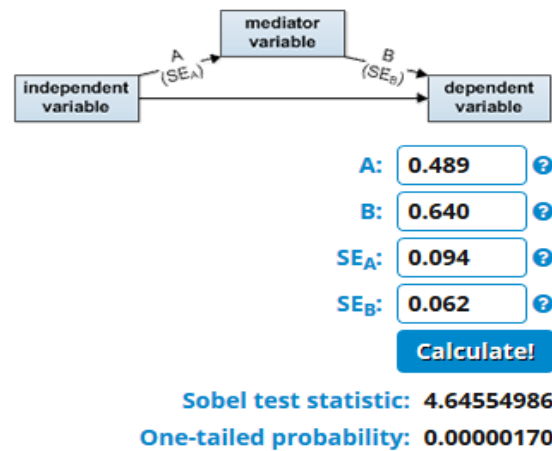 mediator
variable
A
(SEA)
B
(SEB)
independent
variable
dependent
variable
A: 0.489 ?
B: 0.640 ?
SEA: 0.094 ?
SEB: 0.062 ?
Calculate!
Sobel test statistic: 4.64554986
One-tailed probability: 0.00000170